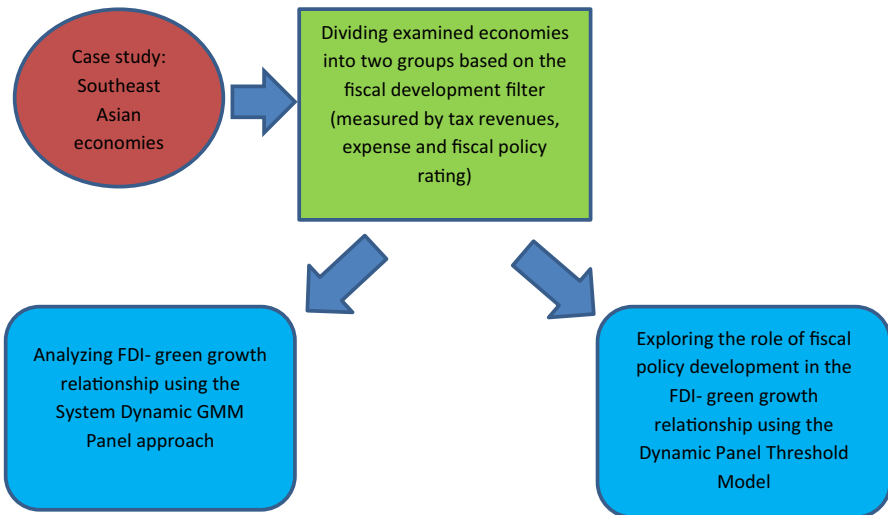 Case study:
Southeast
Asian
economies
Dividing examined economies
into two groups based on the
fiscal development filter
(measured by tax revenues,
expense and fiscal policy
rating)
Analyzing FDI- green growth
relationship using the
System Dynamic GMM
Panel approach
Exploring the role of fiscal
policy development in the
FDI- green growth
relationship using the
Dynamic Panel Threshold
Model